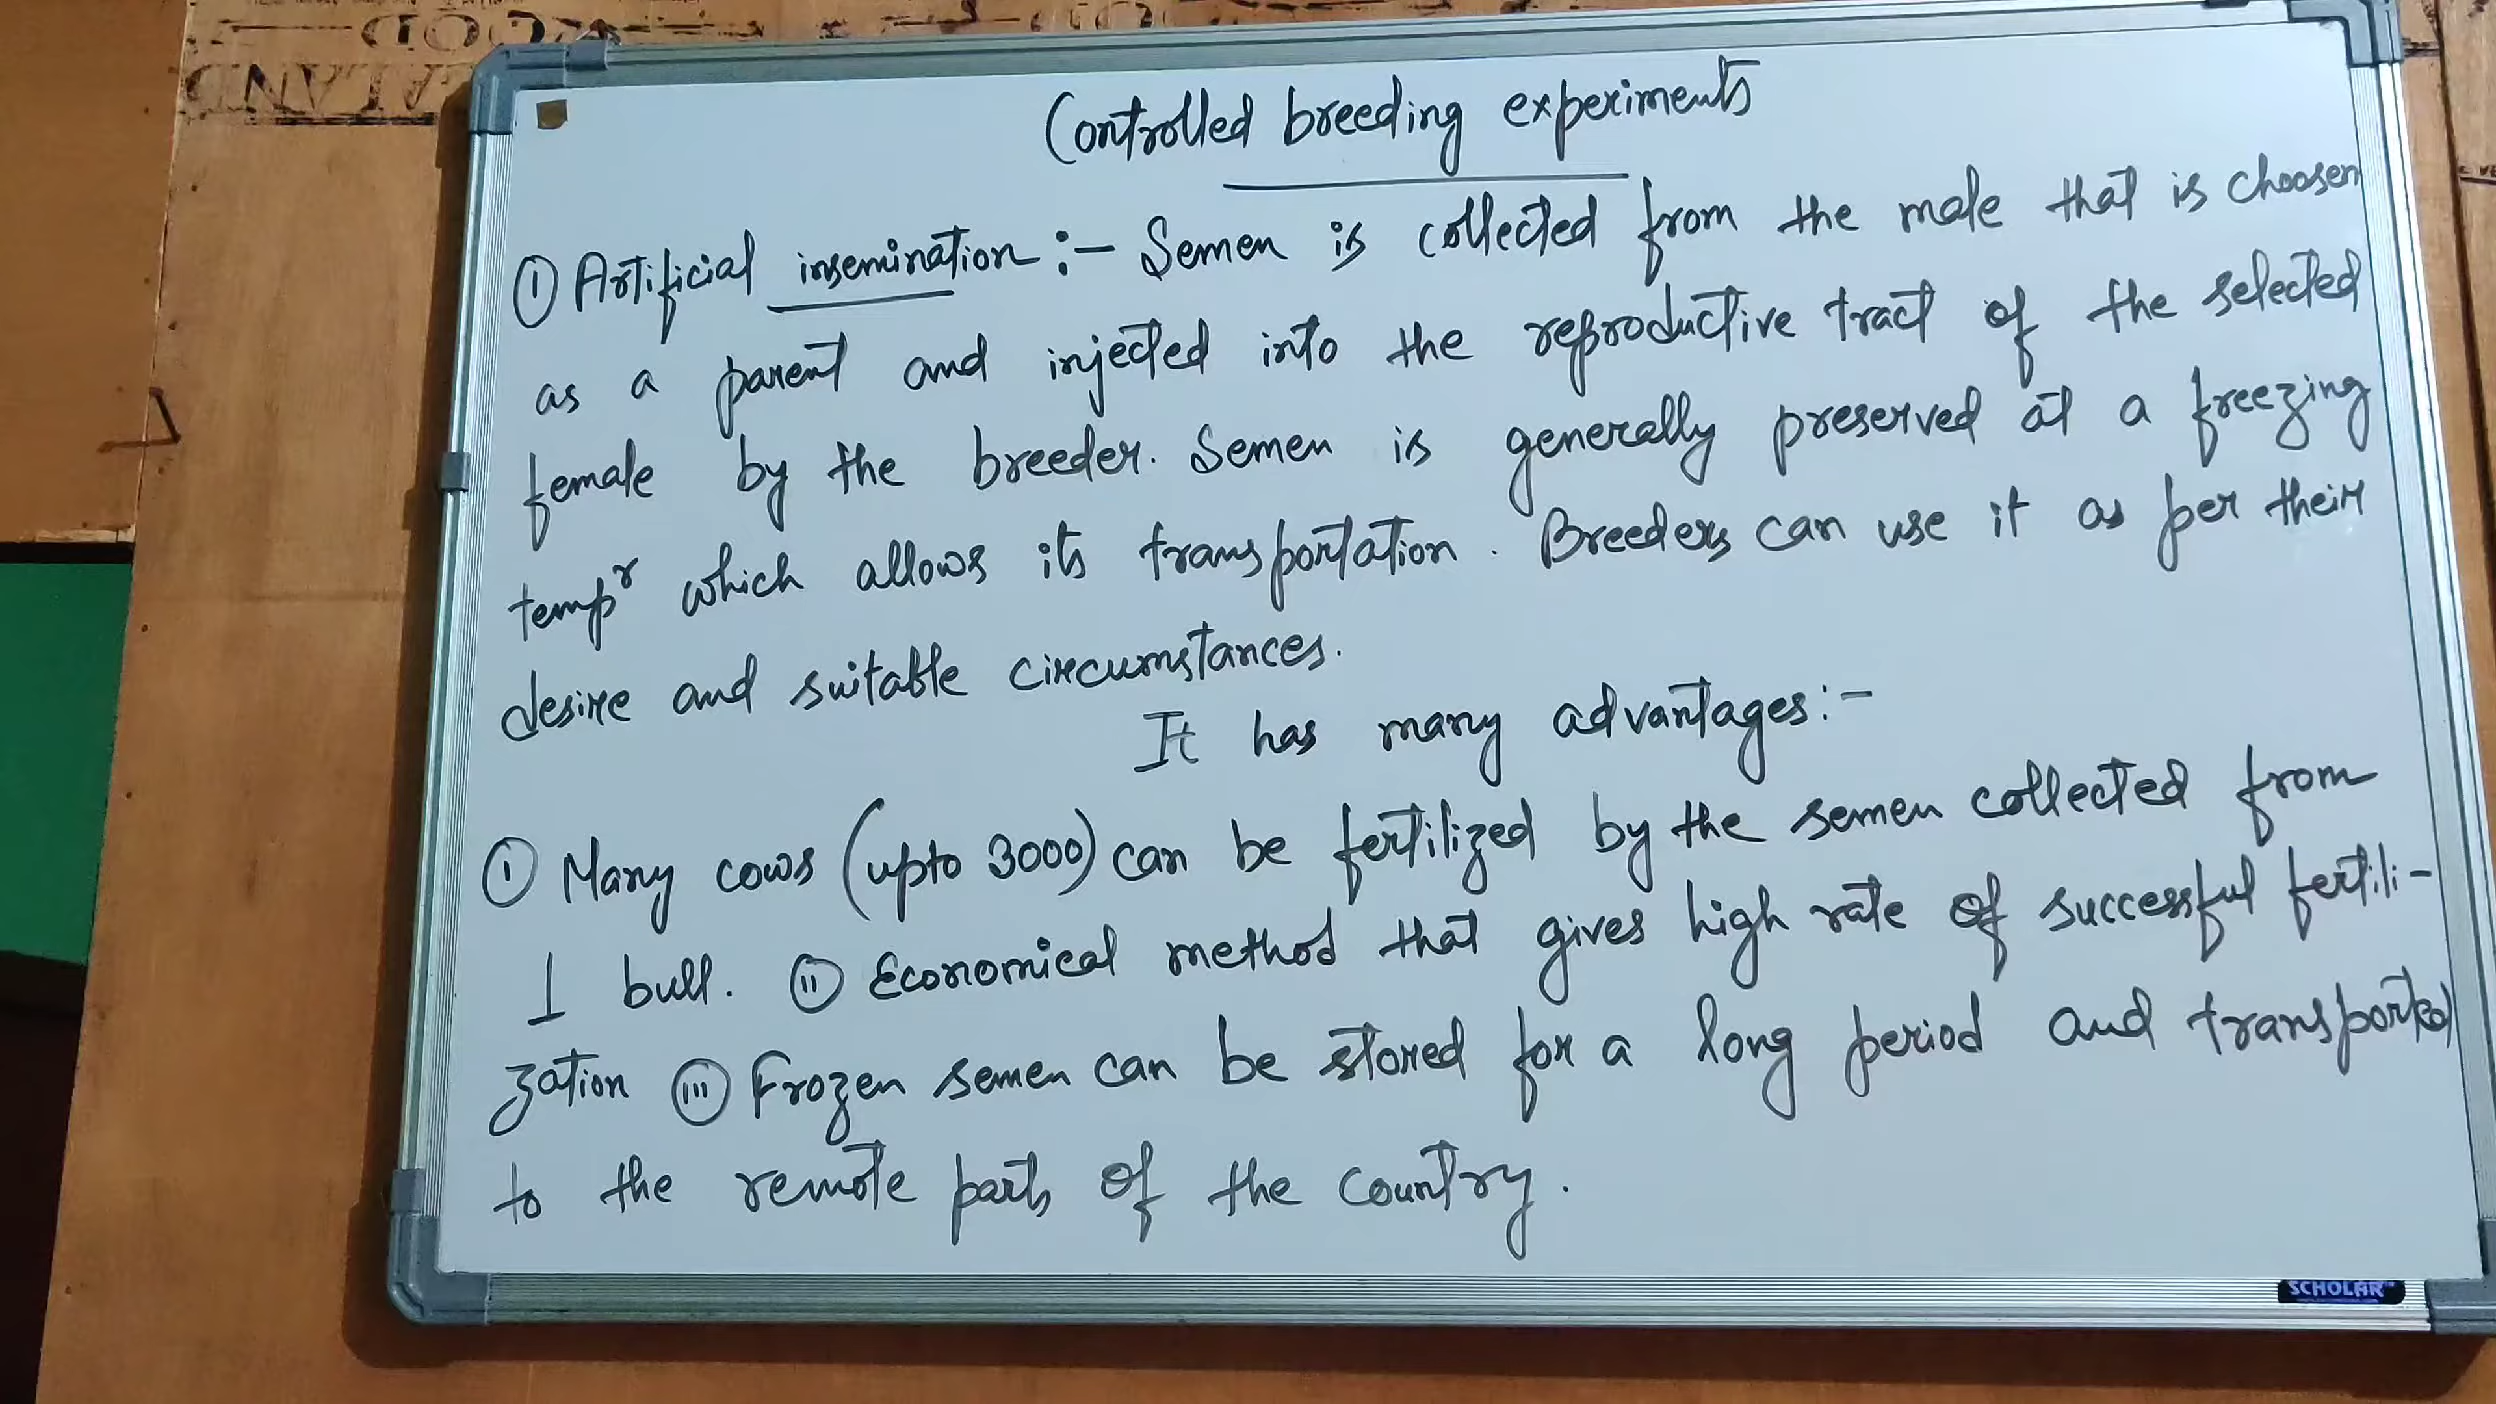 Controlled breeding experiments
① Artificial insemination :- Semen is collected from the male that is choosen
as a parent and injected into the reproductive tract of the selected
female by the breeder. Semen is generally preserved at a freezing
tempʳ which allows its transportation. Breeders can use it as per their
desire and suitable circumstances.
It has many advantages:-
① Many cows (upto 3000) can be fertilized by the semen collected from
1 bull. ⑪ Economical method that gives high rate of successful fertili-
zation ⑪⑪ Frozen semen can be stored for a long period and transported
to the remote parts of the country.
SCHOLAR